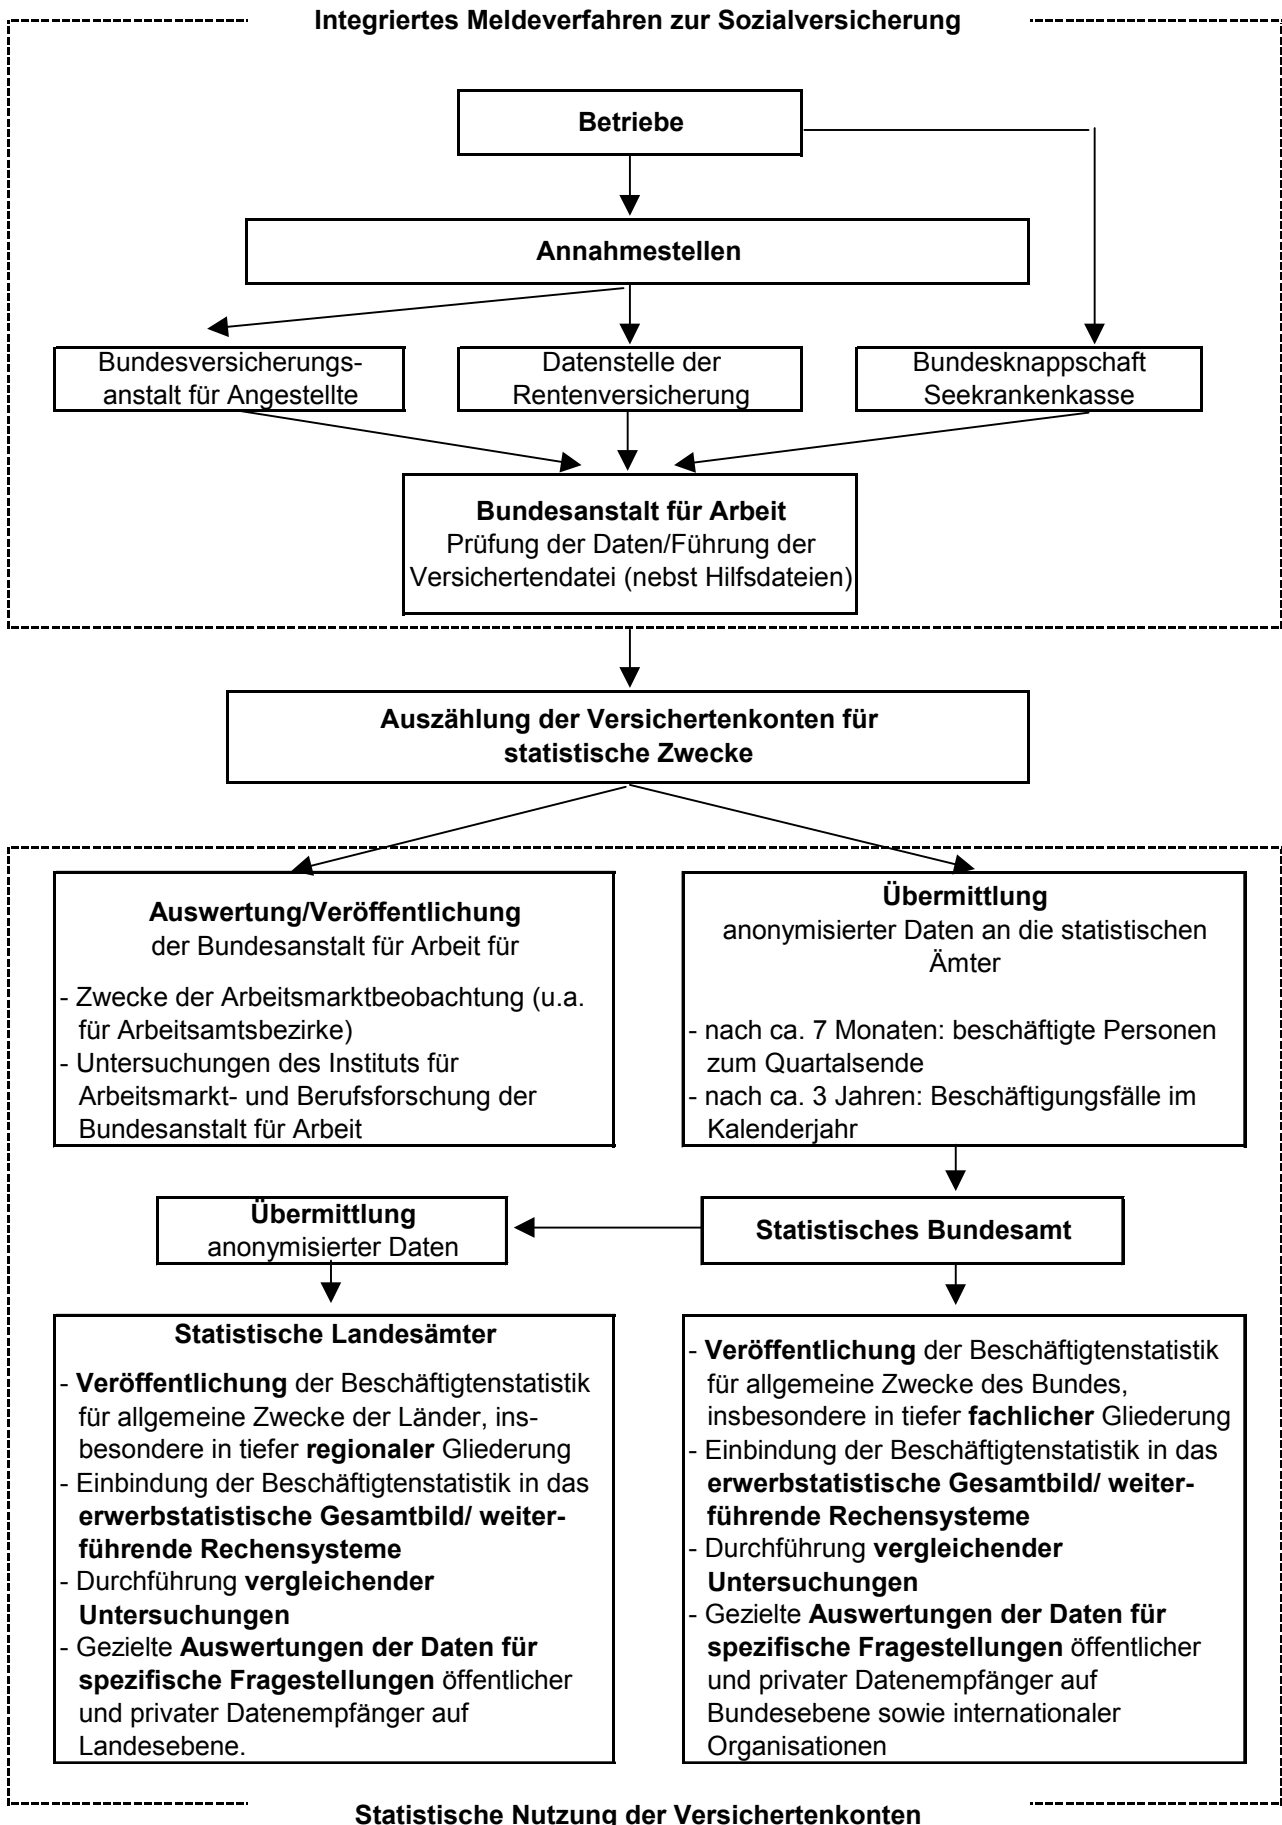 Integriertes Meldeverfahren zur Sozialversicherung
Betriebe
Annahmestellen
Bundesversicherungs-
anstalt für Angestellte
Datenstelle der
Rentenversicherung
Bundesknappschaft
Seekrankenkasse
Bundesanstalt für Arbeit
Prüfung der Daten/Führung der
Versichertendatei (nebst Hilfsdateien)
Auszählung der Versichertenkonten für
statistische Zwecke
Auswertung/Veröffentlichung
der Bundesanstalt für Arbeit für
- Zwecke der Arbeitsmarktbeobachtung (u.a.
für Arbeitsamtsbezirke)
- Untersuchungen des Instituts für
Arbeitsmarkt- und Berufsforschung der
Bundesanstalt für Arbeit
Übermittlung
anonymisierter Daten an die statistischen
Ämter
- nach ca. 7 Monaten: beschäftigte Personen
zum Quartalsende
- nach ca. 3 Jahren: Beschäftigungsfälle im
Kalenderjahr
Übermittlung
anonymisierter Daten
Statistisches Bundesamt
Statistische Landesämter
- Veröffentlichung der Beschäftigtenstatistik
für allgemeine Zwecke der Länder, ins-
besondere in tiefer regionaler Gliederung
- Einbindung der Beschäftigtenstatistik in das
erwerbstatistische Gesamtbild/ weiter-
führende Rechensysteme
- Durchführung vergleichender
Untersuchungen
- Gezielte Auswertungen der Daten für
spezifische Fragestellungen öffentlicher
und privater Datenempfänger auf
Landesebene.
- Veröffentlichung der Beschäftigtenstatistik
für allgemeine Zwecke des Bundes,
insbesondere in tiefer fachlicher Gliederung
- Einbindung der Beschäftigtenstatistik in das
erwerbstatistische Gesamtbild/ weiter-
führende Rechensysteme
- Durchführung vergleichender
Untersuchungen
- Gezielte Auswertungen der Daten für
spezifische Fragestellungen öffentlicher
und privater Datenempfänger auf
Bundesebene sowie internationaler
Organisationen
Statistische Nutzung der Versichertenkonten